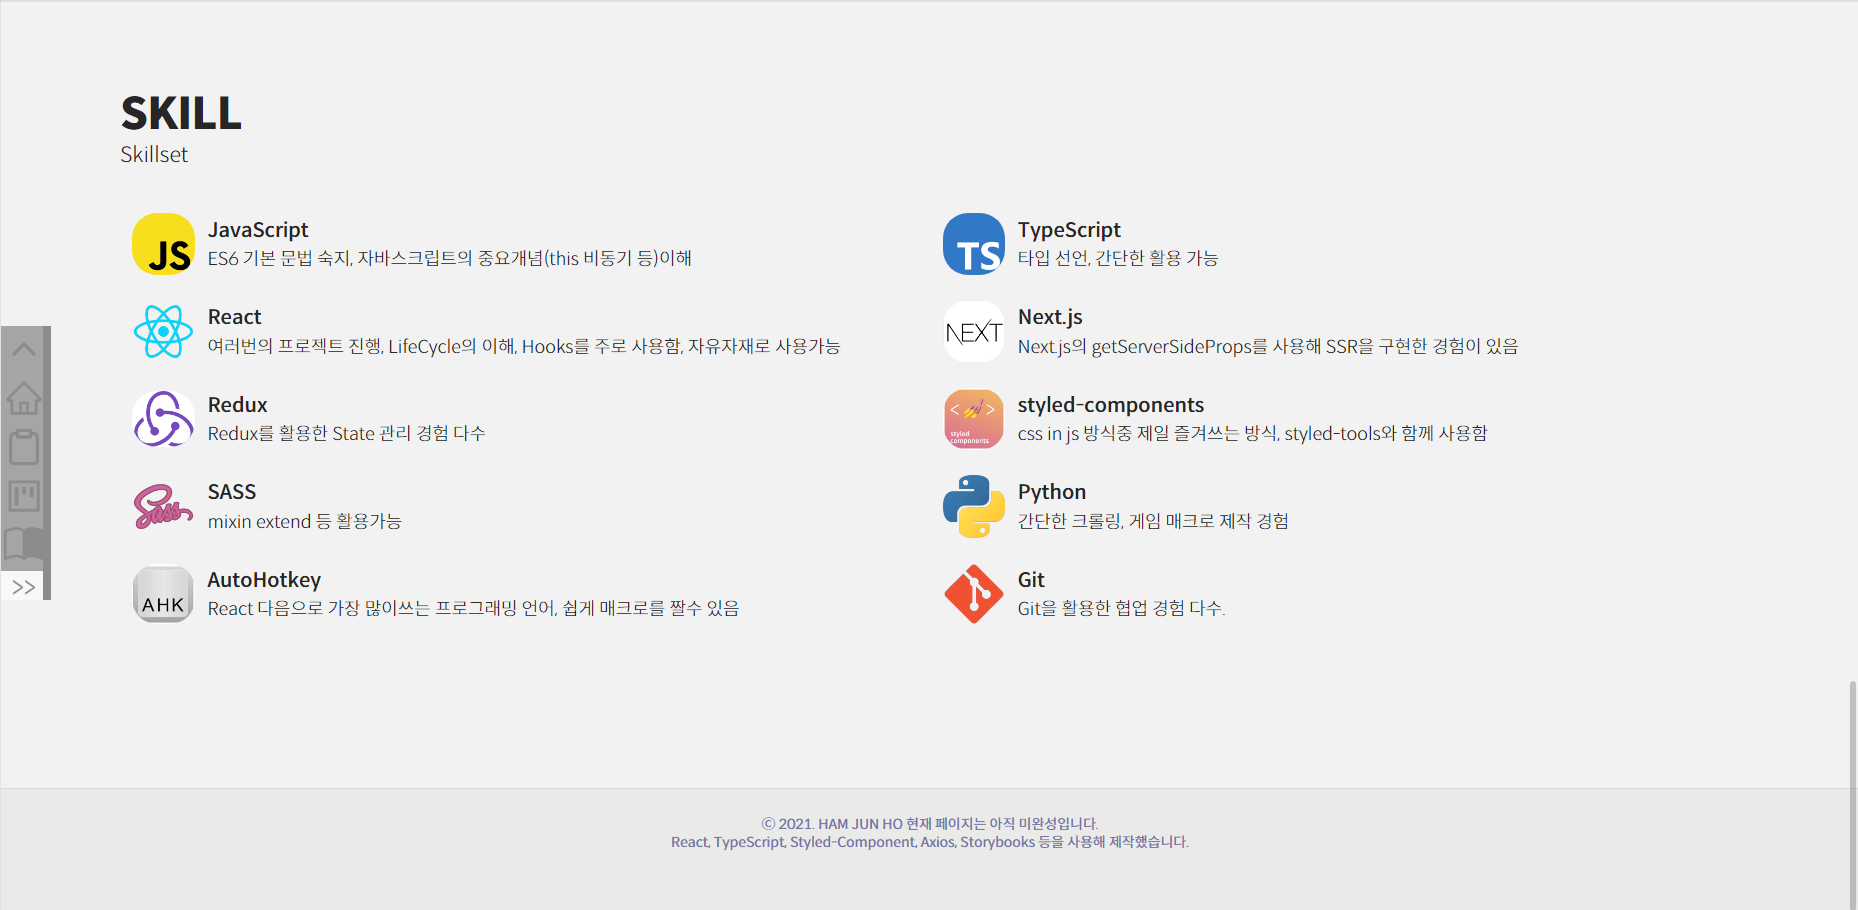 SKILL
Skillset
JS
JavaScript
ES6 기본 문법 숙지, 자바스크립트의 중요개념(this 비동기 등)이해
TS
TypeScript
타입 선언, 간단한 활용 가능
React
여러번의 프로젝트 진행, LifeCycle의 이해, Hooks를 주로 사용함, 자유자재로 사용가능
NEXT
Next.js
Next.js의 getServerSideProps를 사용해 SSR을 구현한 경험이 있음
Redux
Redux를 활용한 State 관리 경험 다수
< >
styled
components
styled-components
css in js 방식중 제일 즐겨쓰는 방식, styled-tools와 함께 사용함
Sass
SASS
mixin extend 등 활용가능
Python
간단한 크롤링, 게임 매크로 제작 경험
AHK
AutoHotkey
React 다음으로 가장 많이쓰는 프로그래밍 언어, 쉽게 매크로를 짤수 있음
Git
Git을 활용한 협업 경험 다수.
>>
ⓒ 2021. HAM JUN HO 현재 페이지는 아직 미완성입니다.
React, TypeScript, Styled-Component, Axios, Storybooks 등을 사용해 제작했습니다.